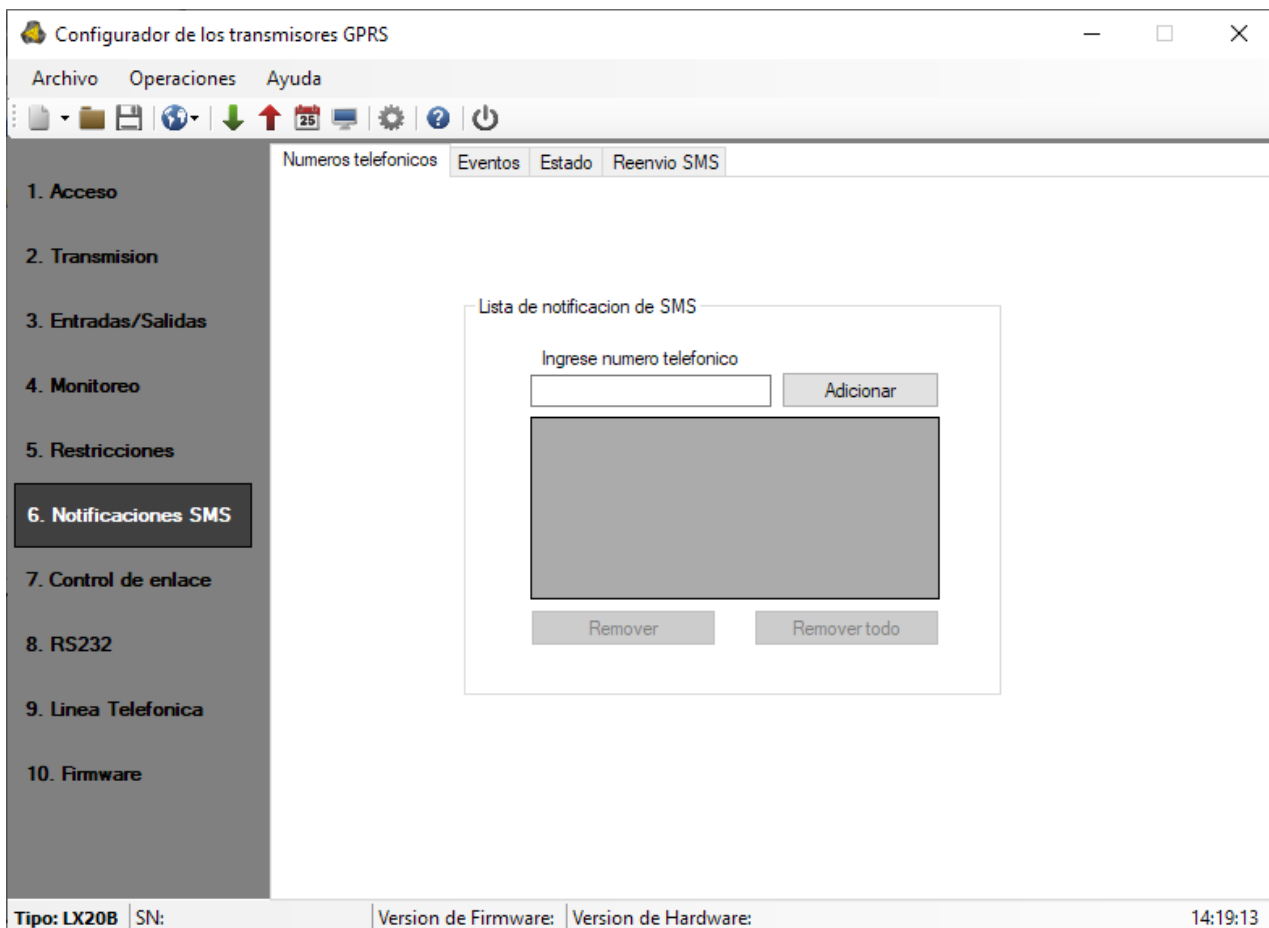 Configurador de los transmisores GPRS
Archivo Operaciones Ayuda
25
Numeros telefonicos Eventos Estado Reenvio SMS
1. Acceso
2. Transmision
3. Entradas/Salidas
4. Monitoreo
5. Restricciones
6. Notificaciones SMS
7. Control de enlace
8. RS232
9. Linea Telefonica
10. Firmware
Lista de notificacion de SMS
Ingrese numero telefonico
Adicionar
Remover Remover todo
Tipo: LX20B SN: Version de Firmware: Version de Hardware: 14:19:13